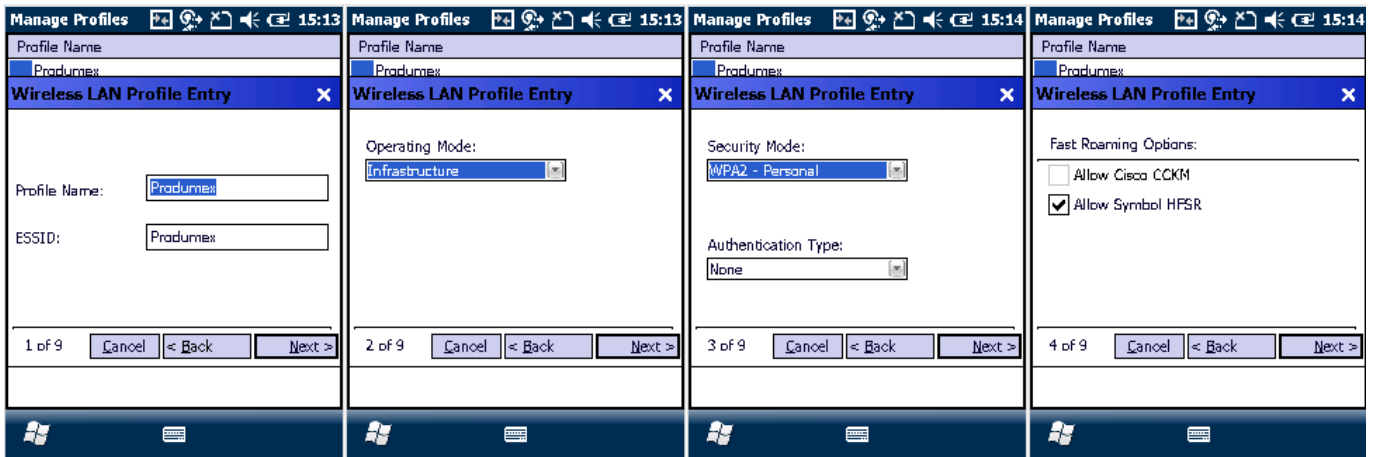 Manage Profiles 15:13
Profile Name
Produmex
Wireless LAN Profile Entry
Profile Name: Produmex
ESSID: Produmex
1 of 9 Cancel < Back Next >
Manage Profiles 15:13
Profile Name
Produmex
Wireless LAN Profile Entry
Operating Mode:
Infrastructure
2 of 9 Cancel < Back Next >
Manage Profiles 15:14
Profile Name
Produmex
Wireless LAN Profile Entry
Security Mode:
WPA2 - Personal
Authentication Type:
None
3 of 9 Cancel < Back Next >
Manage Profiles 15:14
Profile Name
Produmex
Wireless LAN Profile Entry
Fast Roaming Options:
Allow Cisco CCKM
Allow Symbol HFSR
4 of 9 Cancel < Back Next >